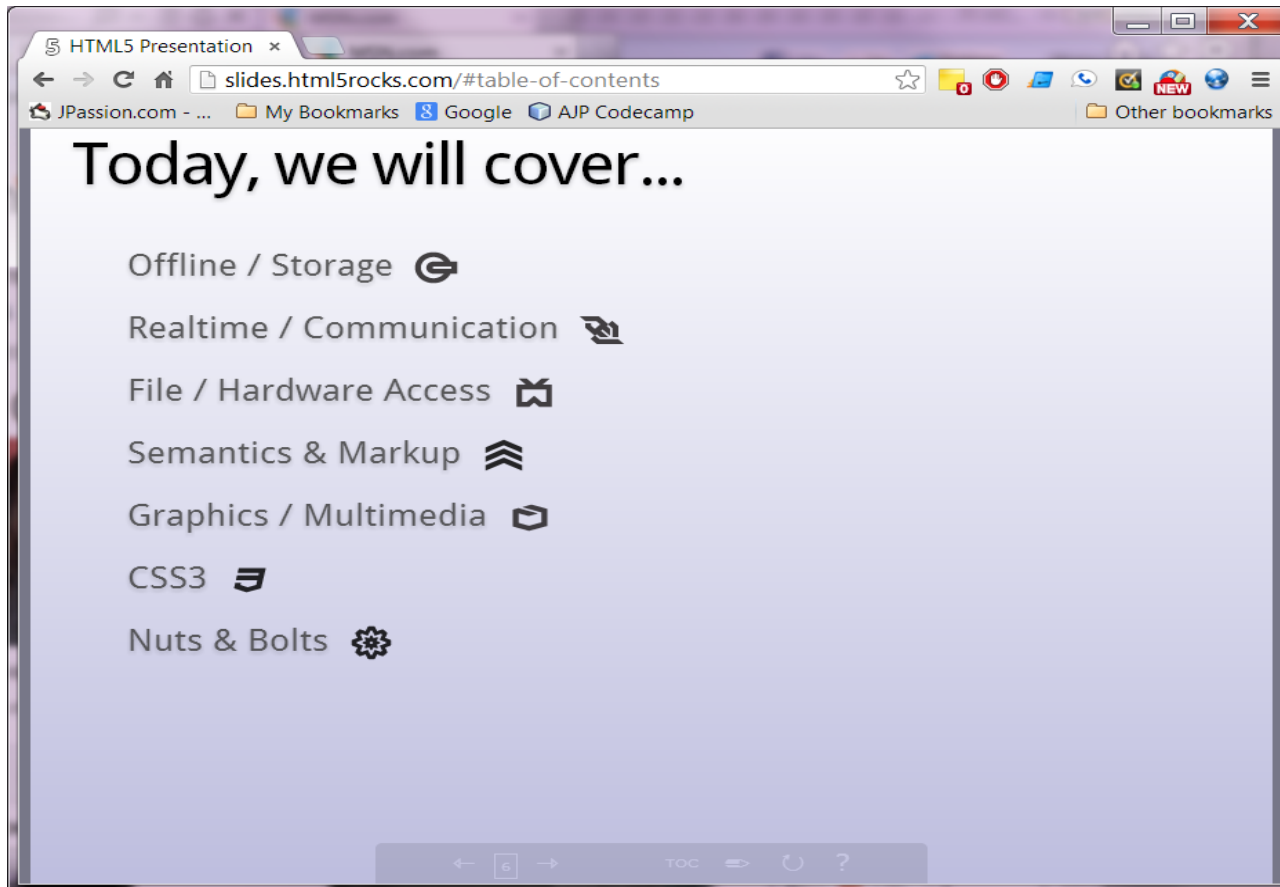 HTML5 Presentation
slides.html5rocks.com/#table-of-contents
0
NEW
JPassion.com - ...
My Bookmarks
8 Google
AJP Codecamp
Other bookmarks
Today, we will cover...
Offline / Storage
Realtime / Communication
File / Hardware Access
Semantics & Markup
Graphics / Multimedia
CSS3
Nuts & Bolts
6 TOC ?